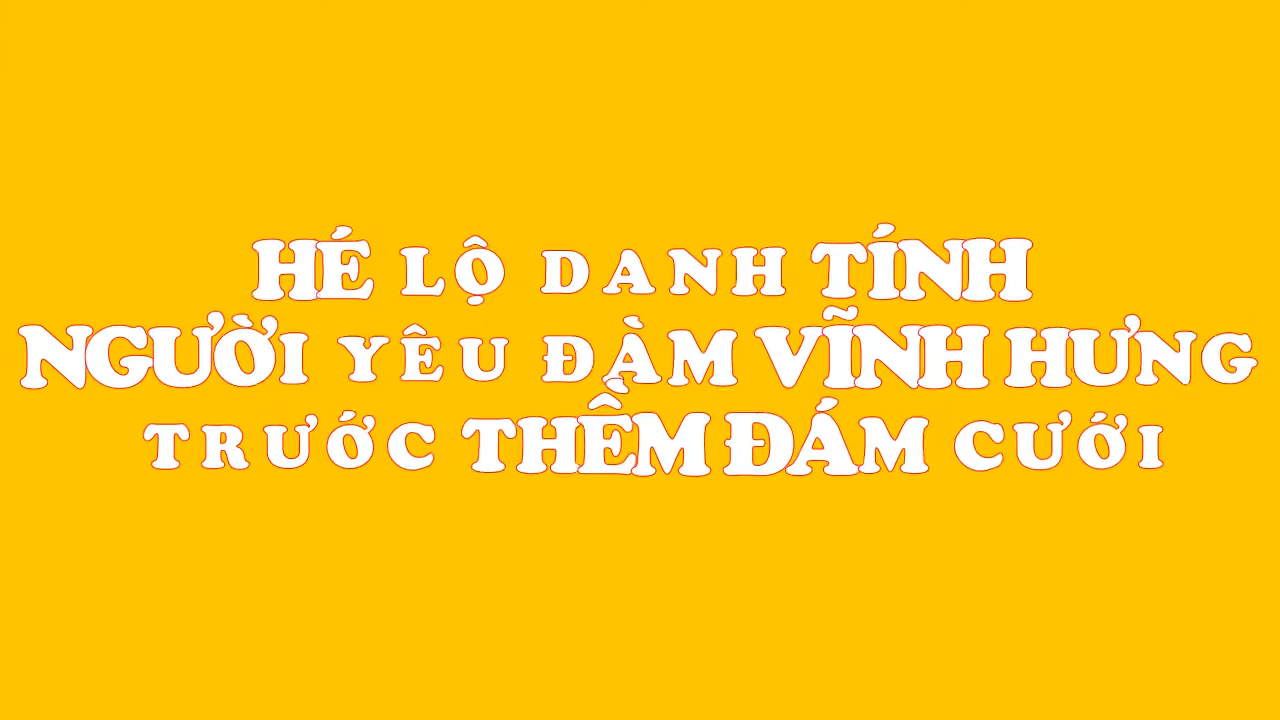 HÉ LỘ DANH TÍNH
NGƯỜI YÊU ĐÀM VĨNH HƯNG
TRƯỚC THỀM ĐÁM CƯỚI